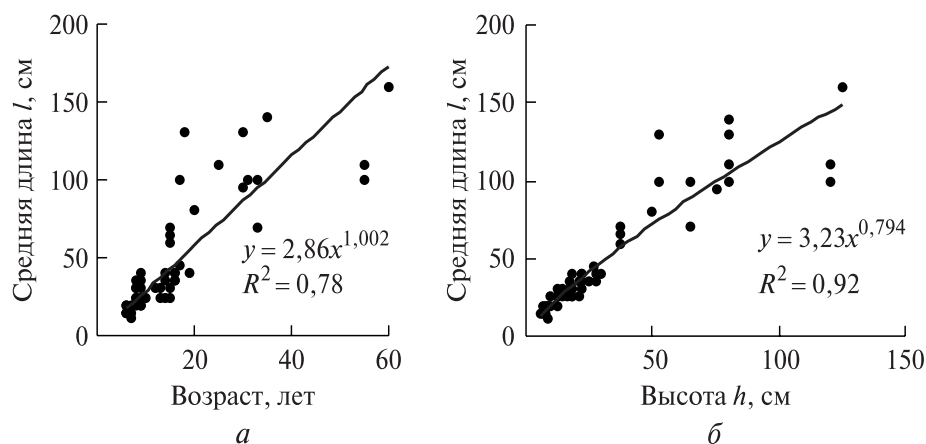 200
150
100
50
0
Средняя длина l, см
y = 2,86x^1,002
R^2 = 0,78
20
40
60
Возраст, лет
а
200
150
100
50
0
Средняя длина l, см
y = 3,23x^0,794
R^2 = 0,92
50
100
150
Высота h, см
б